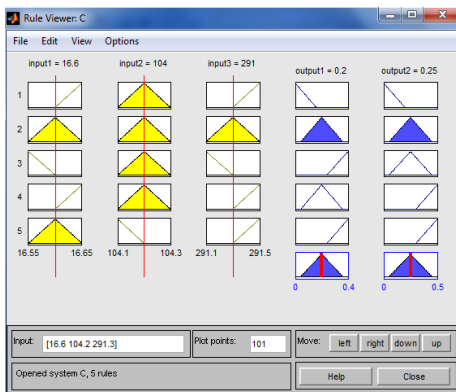 Rule Viewer: C
File Edit View Options
input1 = 16.6 input2 = 104 input3 = 291 output1 = 0.2 output2 = 0.25
1
2
3
4
5
16.55 16.65 104.1 104.3 291.1 291.5
0 0.4 0 0.5
Input: [16.6 104.2 291.3] Plot points: 101 Move: left right down up
Opened system C, 5 rules Help Close